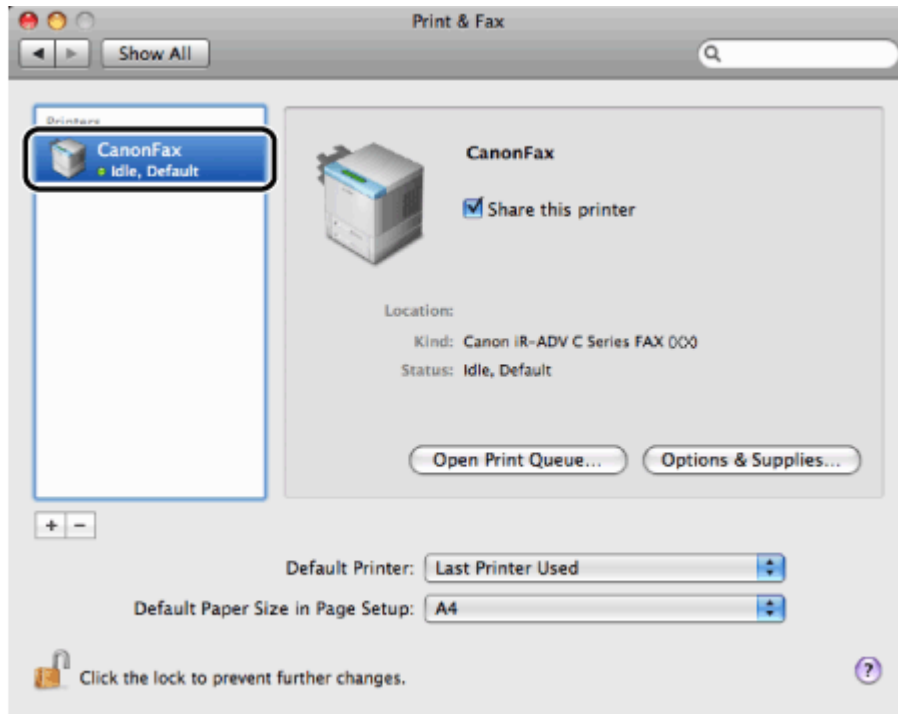 Print & Fax
Show All
Printers
CanonFax
Idle, Default
CanonFax
Share this printer
Location:
Kind: Canon iR-ADV C Series FAX
Status: Idle, Default
Open Print Queue...
Options & Supplies...
+ −
Default Printer: Last Printer Used
Default Paper Size in Page Setup: A4
Click the lock to prevent further changes.
?